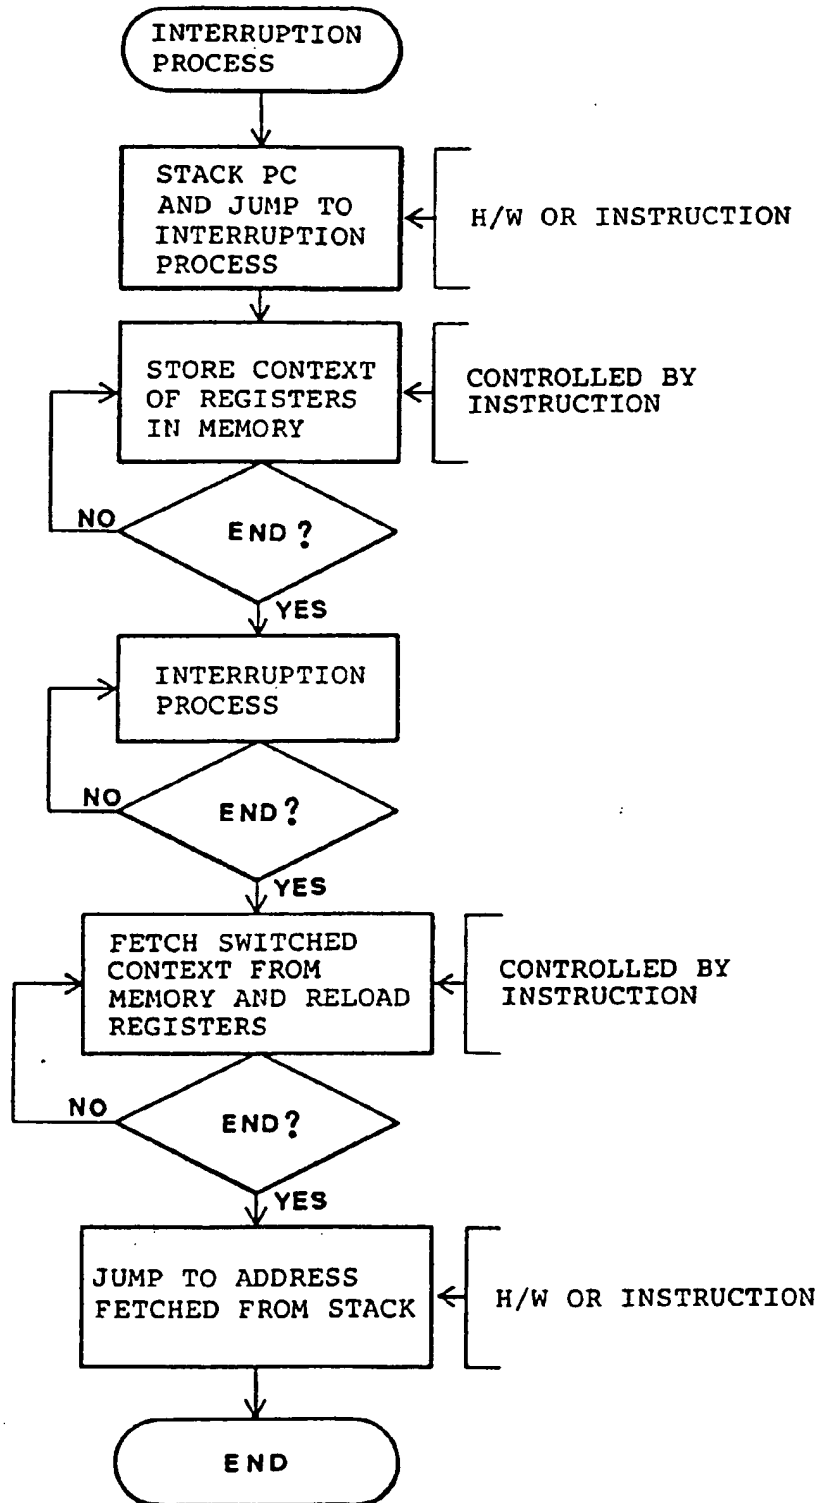 INTERRUPTION
PROCESS
STACK PC
AND JUMP TO
INTERRUPTION
PROCESS
H/W OR INSTRUCTION
STORE CONTEXT
OF REGISTERS
IN MEMORY
CONTROLLED BY
INSTRUCTION
NO
END?
YES
INTERRUPTION
PROCESS
NO
END?
YES
FETCH SWITCHED
CONTEXT FROM
MEMORY AND RELOAD
REGISTERS
CONTROLLED BY
INSTRUCTION
NO
END?
YES
JUMP TO ADDRESS
FETCHED FROM STACK
H/W OR INSTRUCTION
END